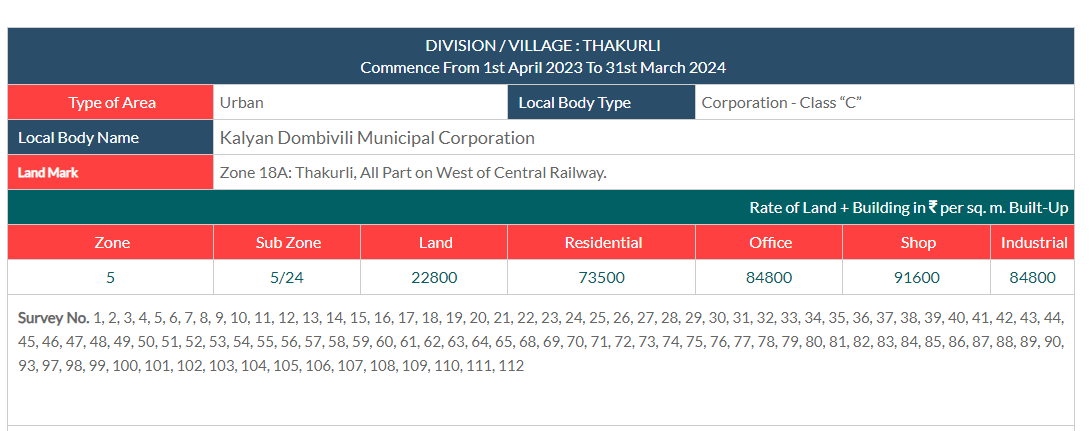 DIVISION / VILLAGE : THAKURLI
Commence From 1st April 2023 To 31st March 2024
Type of Area Urban Local Body Type Corporation - Class “C”
Local Body Name Kalyan Dombivili Municipal Corporation
Land Mark Zone 18A: Thakurli, All Part on West of Central Railway.
Rate of Land + Building in ₹ per sq. m. Built-Up
Zone Sub Zone Land Residential Office Shop Industrial
5 5/24 22800 73500 84800 91600 84800
Survey No. 1, 2, 3, 4, 5, 6, 7, 8, 9, 10, 11, 12, 13, 14, 15, 16, 17, 18, 19, 20, 21, 22, 23, 24, 25, 26, 27, 28, 29, 30, 31, 32, 33, 34, 35, 36, 37, 38, 39, 40, 41, 42, 43, 44,
45, 46, 47, 48, 49, 50, 51, 52, 53, 54, 55, 56, 57, 58, 59, 60, 61, 62, 63, 64, 65, 68, 69, 70, 71, 72, 73, 74, 75, 76, 77, 78, 79, 80, 81, 82, 83, 84, 85, 86, 87, 88, 89, 90,
93, 97, 98, 99, 100, 101, 102, 103, 104, 105, 106, 107, 108, 109, 110, 111, 112